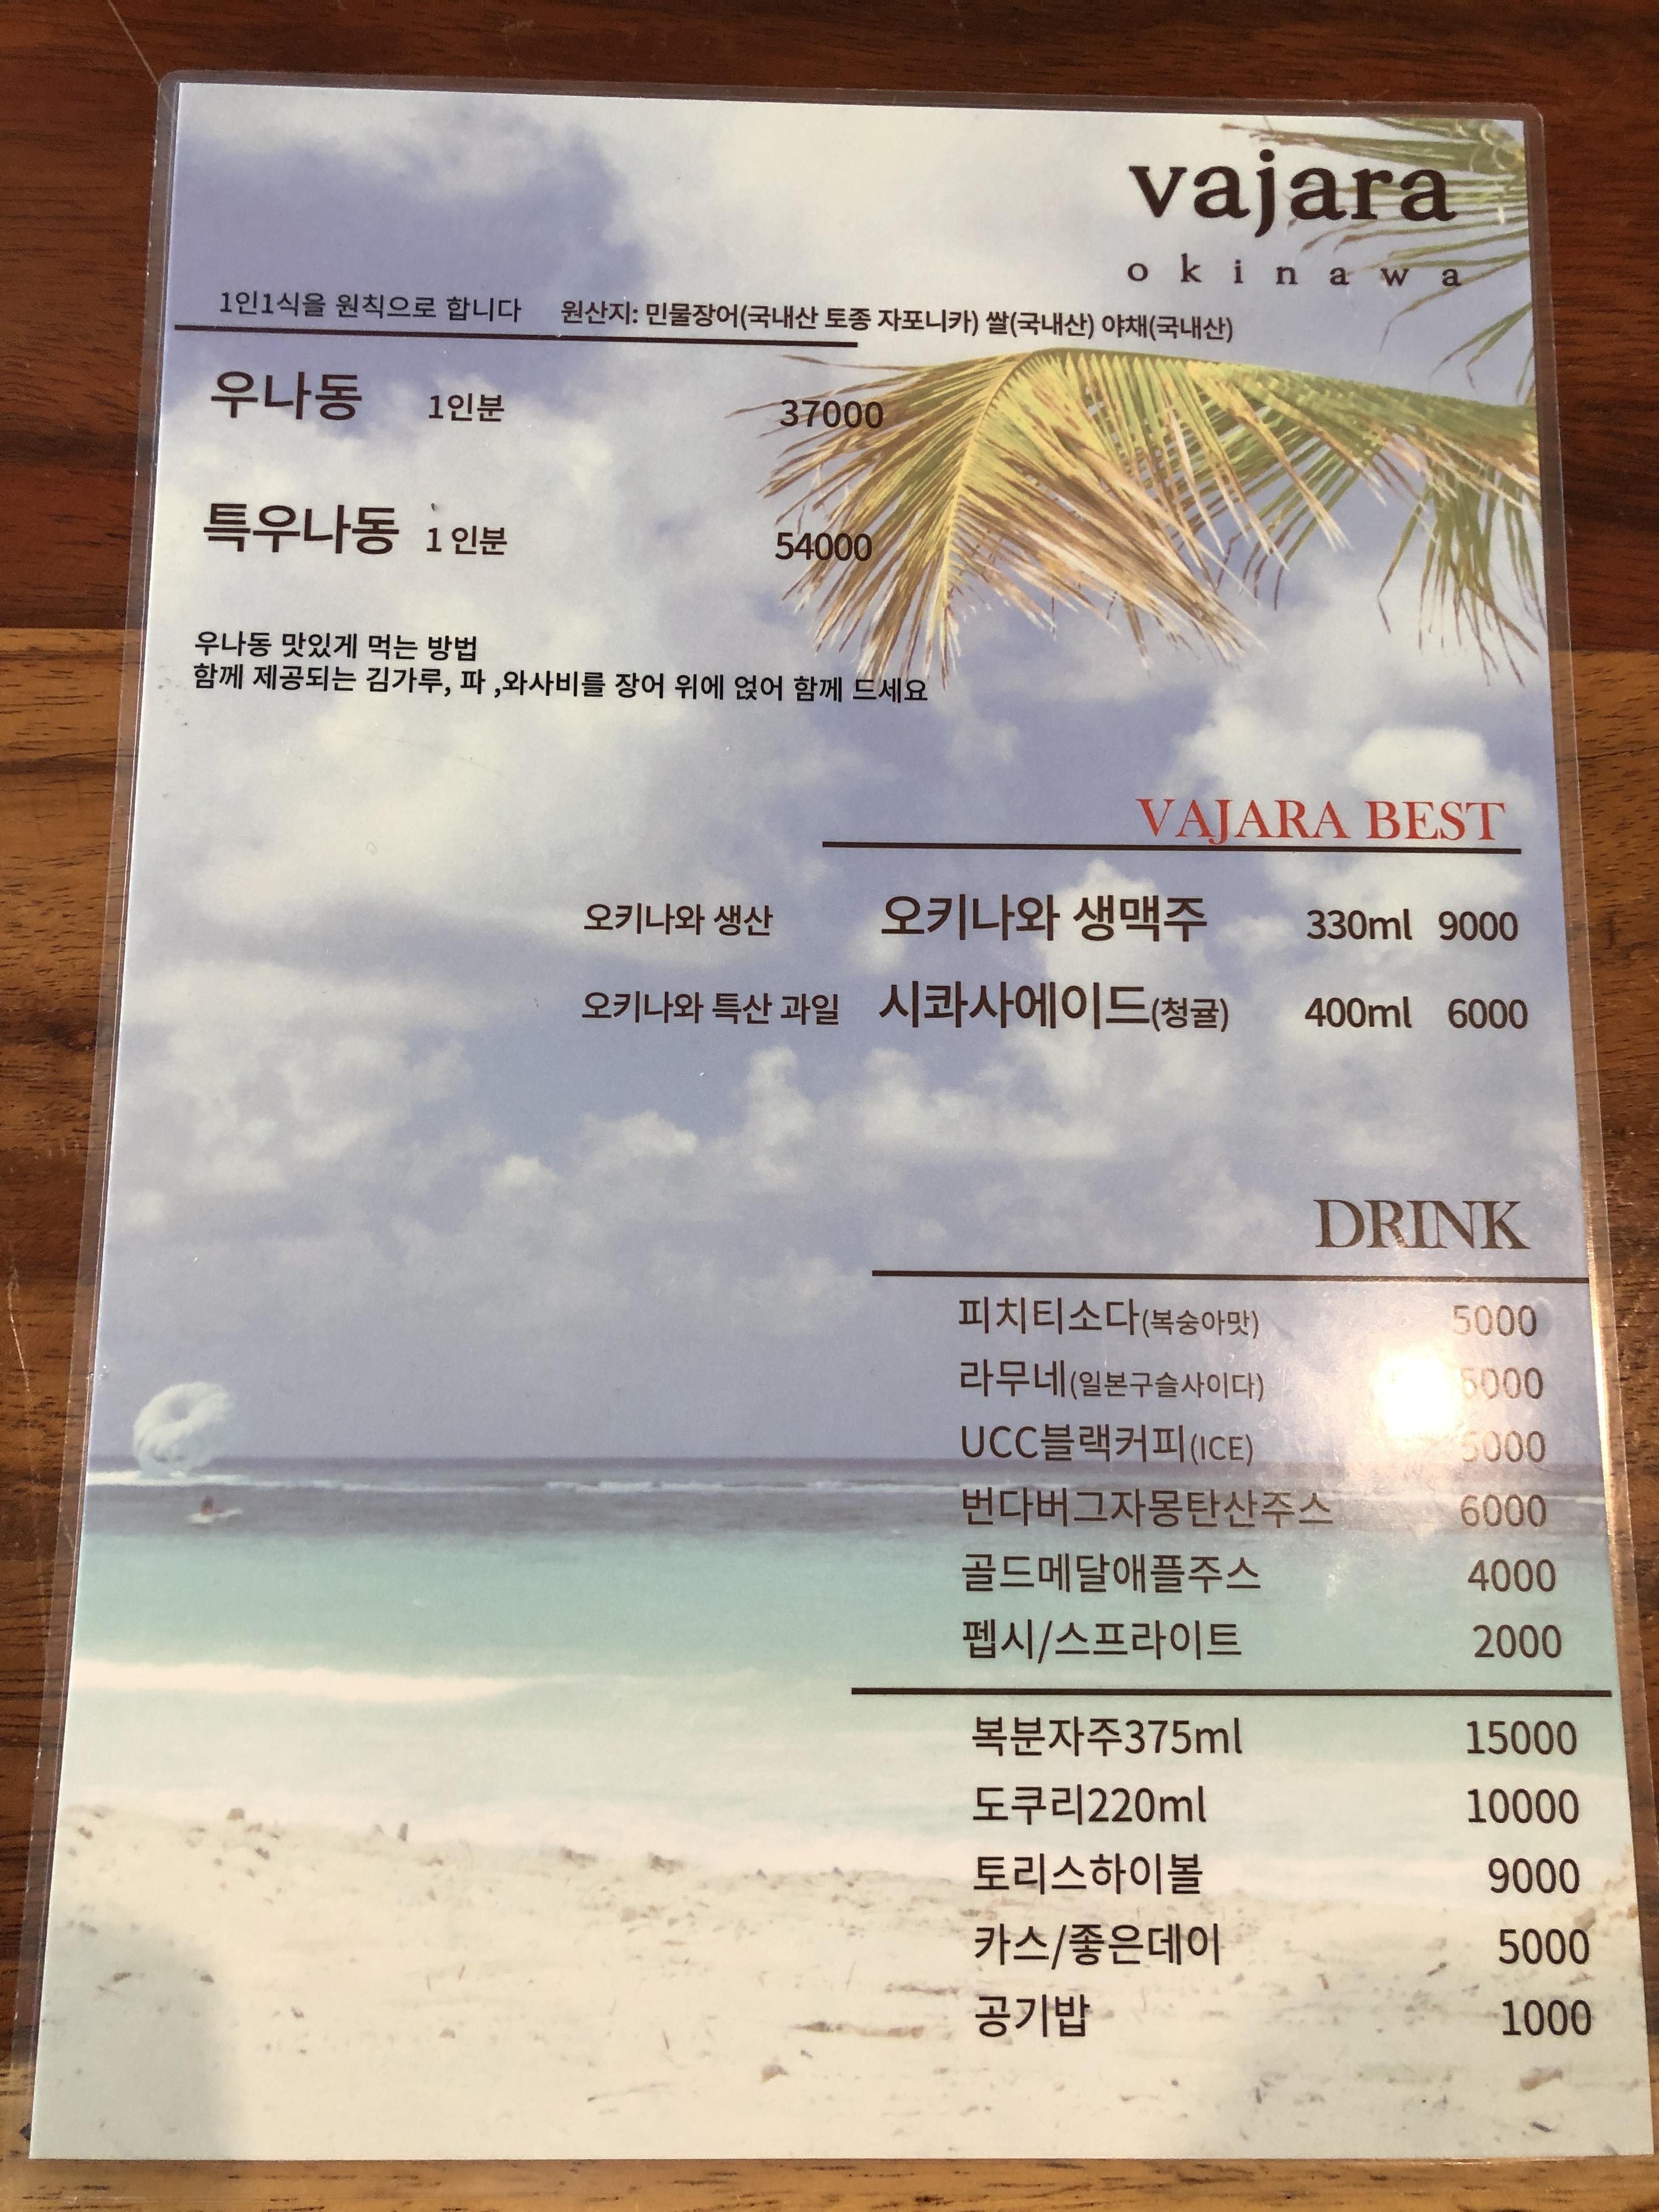 vajara
okinawa
1인1식을 원칙으로 합니다 원산지: 민물장어(국내산 토종 자포니카) 쌀(국내산) 야채(국내산)
우나동 1인분 37000
특우나동 1 인분 54000
우나동 맛있게 먹는 방법
함께 제공되는 김가루, 파 ,와사비를 장어 위에 얹어 함께 드세요
VAJARA BEST
오키나와 생산 오키나와 생맥주 330ml 9000
오키나와 특산 과일 시콰사에이드(청귤) 400ml 6000
DRINK
피치티소다(복숭아맛) 5000
라무네(일본구슬사이다) 5000
UCC블랙커피(ICE) 5000
번다버그자몽탄산주스 6000
골드메달애플주스 4000
펩시/스프라이트 2000
복분자주375ml 15000
도쿠리220ml 10000
토리스하이볼 9000
카스/좋은데이 5000
공기밥 1000